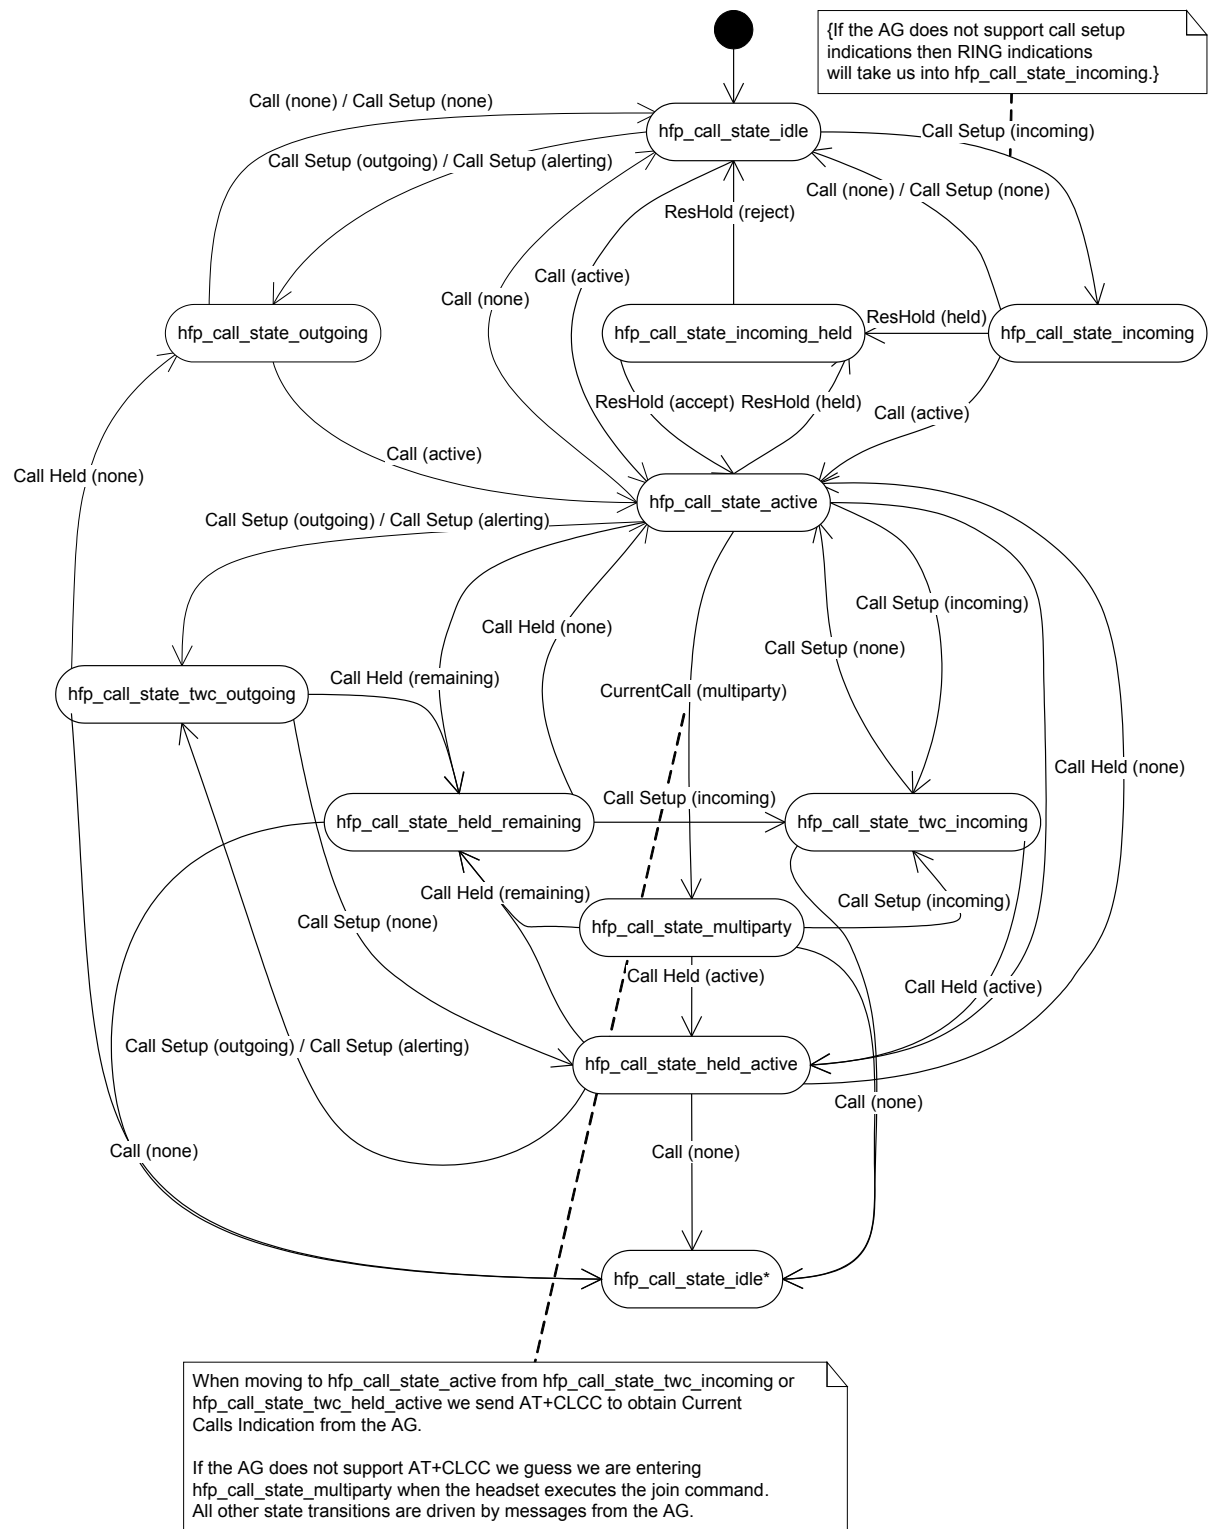 {If the AG does not support call setup
indications then RING indications
will take us into hfp_call_state_incoming.}
Call (none) / Call Setup (none)
hfp_call_state_idle
Call Setup (incoming)
Call Setup (outgoing) / Call Setup (alerting)
Call (none) / Call Setup (none)
ResHold (reject)
Call (active)
Call (none)
hfp_call_state_outgoing
hfp_call_state_incoming_held
ResHold (held)
hfp_call_state_incoming
ResHold (accept)
ResHold (held)
Call (active)
Call (active)
Call Held (none)
hfp_call_state_active
Call Setup (outgoing) / Call Setup (alerting)
Call Setup (incoming)
Call Held (none)
Call Setup (none)
Call Held (remaining)
hfp_call_state_twc_outgoing
CurrentCall (multiparty)
Call Held (none)
Call Setup (incoming)
hfp_call_state_held_remaining
hfp_call_state_twc_incoming
Call Held (remaining)
Call Setup (incoming)
Call Setup (none)
hfp_call_state_multiparty
Call Held (active)
Call Held (active)
Call Setup (outgoing) / Call Setup (alerting)
hfp_call_state_held_active
Call (none)
Call (none)
Call (none)
hfp_call_state_idle*
When moving to hfp_call_state_active from hfp_call_state_twc_incoming or
hfp_call_state_twc_held_active we send AT+CLCC to obtain Current
Calls Indication from the AG.
If the AG does not support AT+CLCC we guess we are entering
hfp_call_state_multiparty when the headset executes the join command.
All other state transitions are driven by messages from the AG.